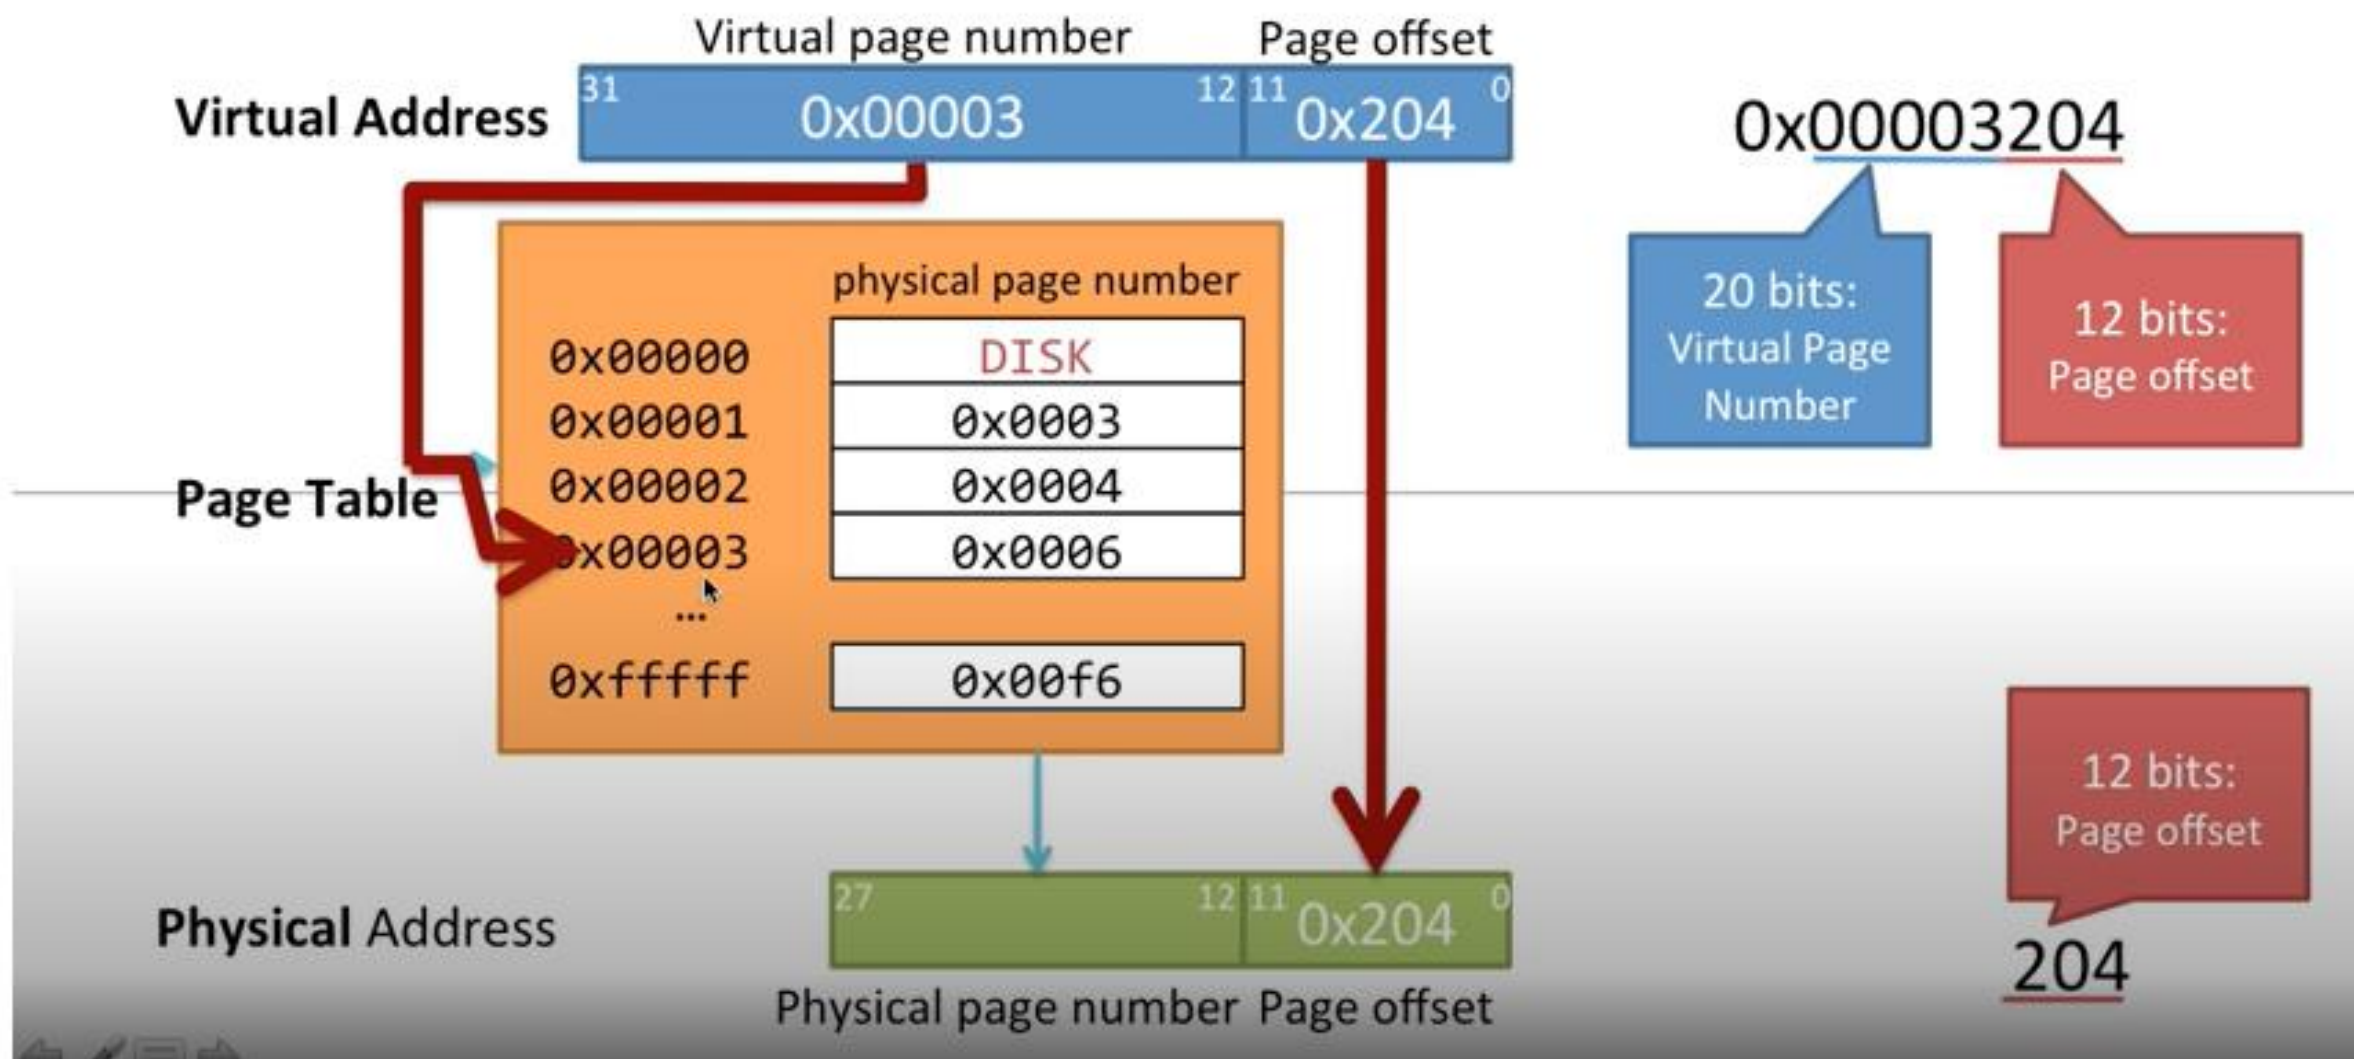 Virtual page number Page offset
Virtual Address 31 0x00003 12 11 0x204 0
0x00003204
20 bits:
Virtual Page
Number
12 bits:
Page offset
physical page number
0x00000 DISK
0x00001 0x0003
0x00002 0x0004
Page Table
0x00003 0x0006
...
0xfffff 0x00f6
12 bits:
Page offset
Physical Address 27 12 11 0x204 0
204
Physical page number Page offset